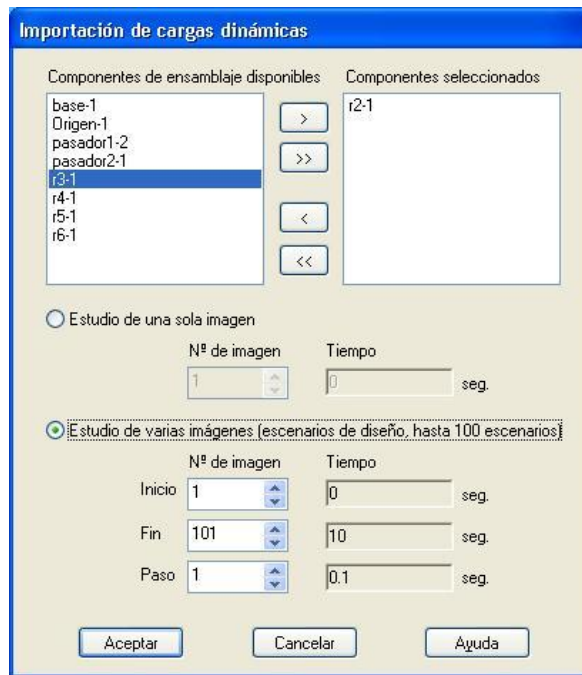 Importación de cargas dinámicas
Componentes de ensamblaje disponibles
Componentes seleccionados
base-1
Origen-1
pasador1-2
pasador2-1
r3-1
r4-1
r5-1
r6-1
>
>>
<
<<
r2-1
Estudio de una sola imagen
Nº de imagen Tiempo
1 0 seg.
Estudio de varias imágenes (escenarios de diseño, hasta 100 escenarios)
Nº de imagen Tiempo
Inicio 1 0 seg.
Fin 101 10 seg.
Paso 1 0.1 seg.
Aceptar Cancelar Ayuda